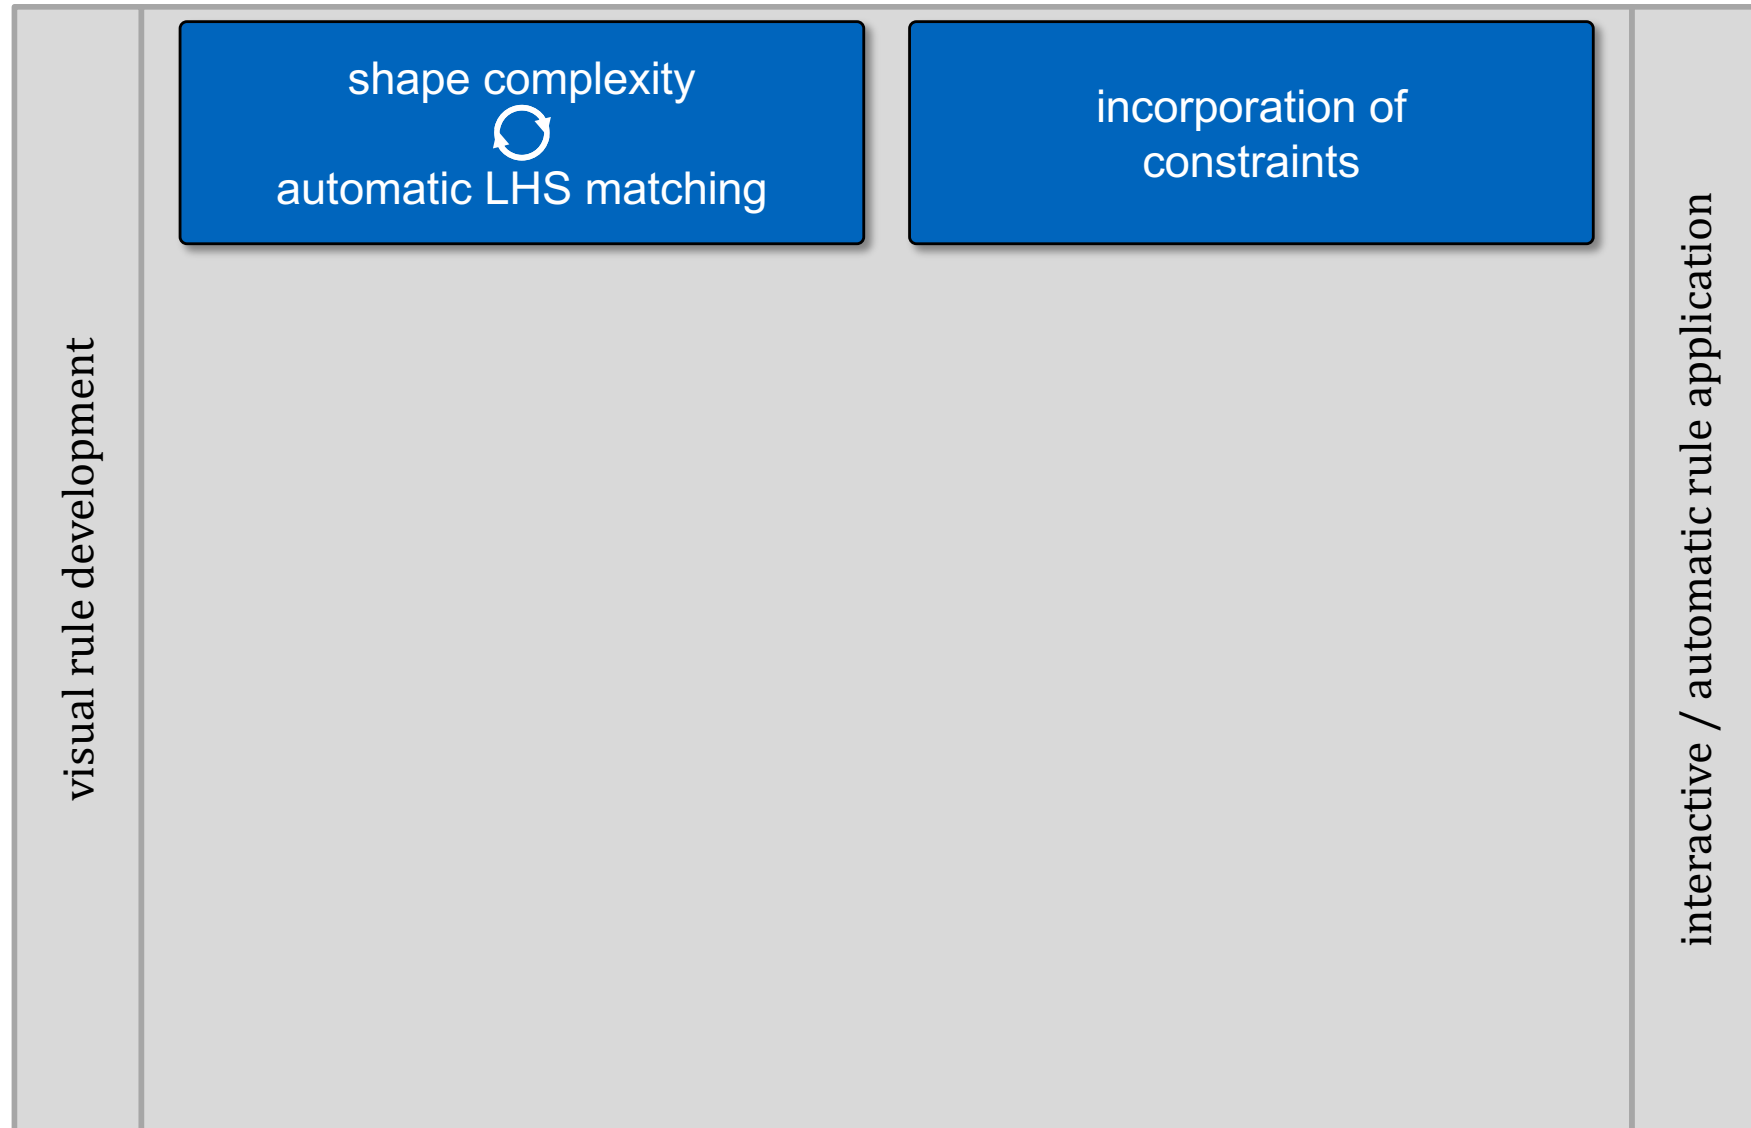 visual rule development
shape complexity
automatic LHS matching
incorporation of
constraints
interactive / automatic rule application